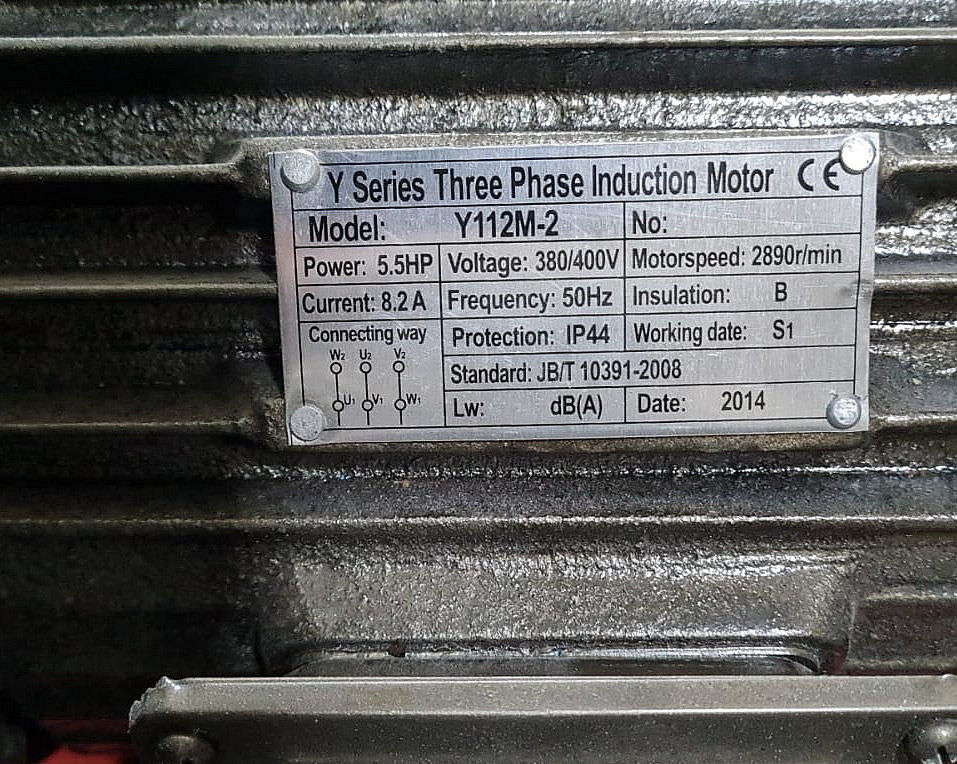 Y Series Three Phase Induction Motor CE
Model: Y112M-2 No:
Power: 5.5HP Voltage: 380/400V Motorspeed: 2890r/min
Current: 8.2A Frequency: 50Hz Insulation: B
Connecting way Protection: IP44 Working date: S1
W2 U2 V2
Standard: JB/T 10391-2008
U1 V1 W1
Lw: dB(A) Date: 2014